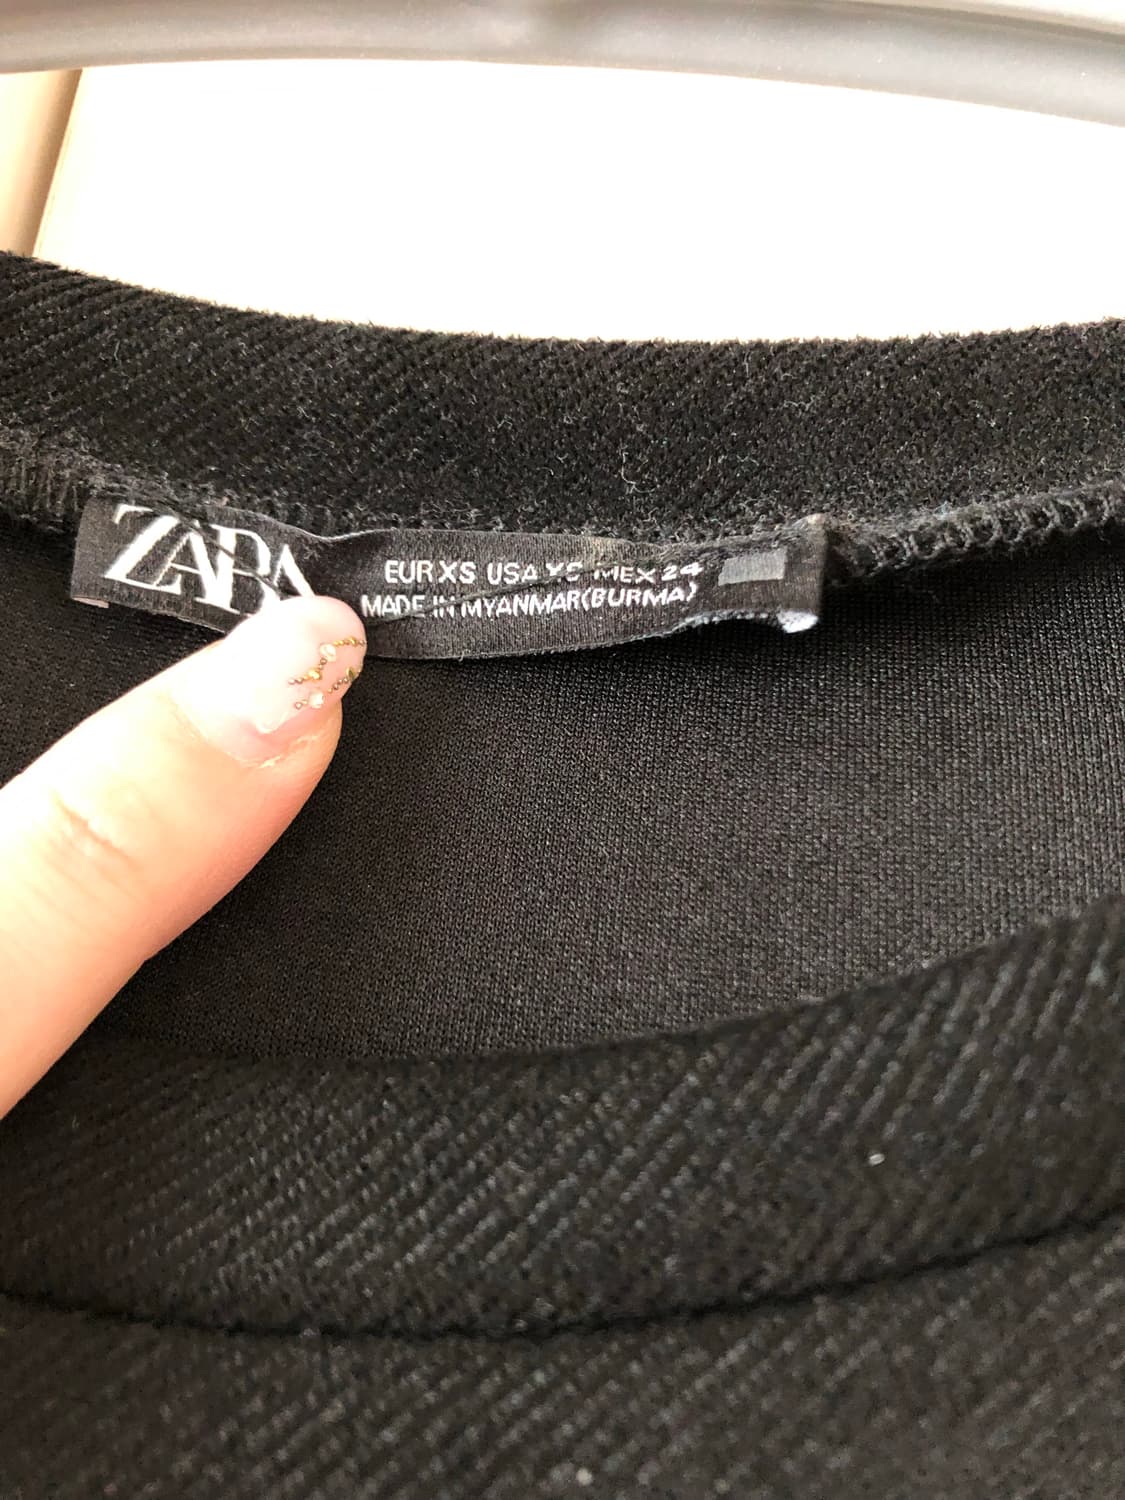 ZARA
EUR XS USA XS MEX 24
MADE IN MYANMAR(BURMA)